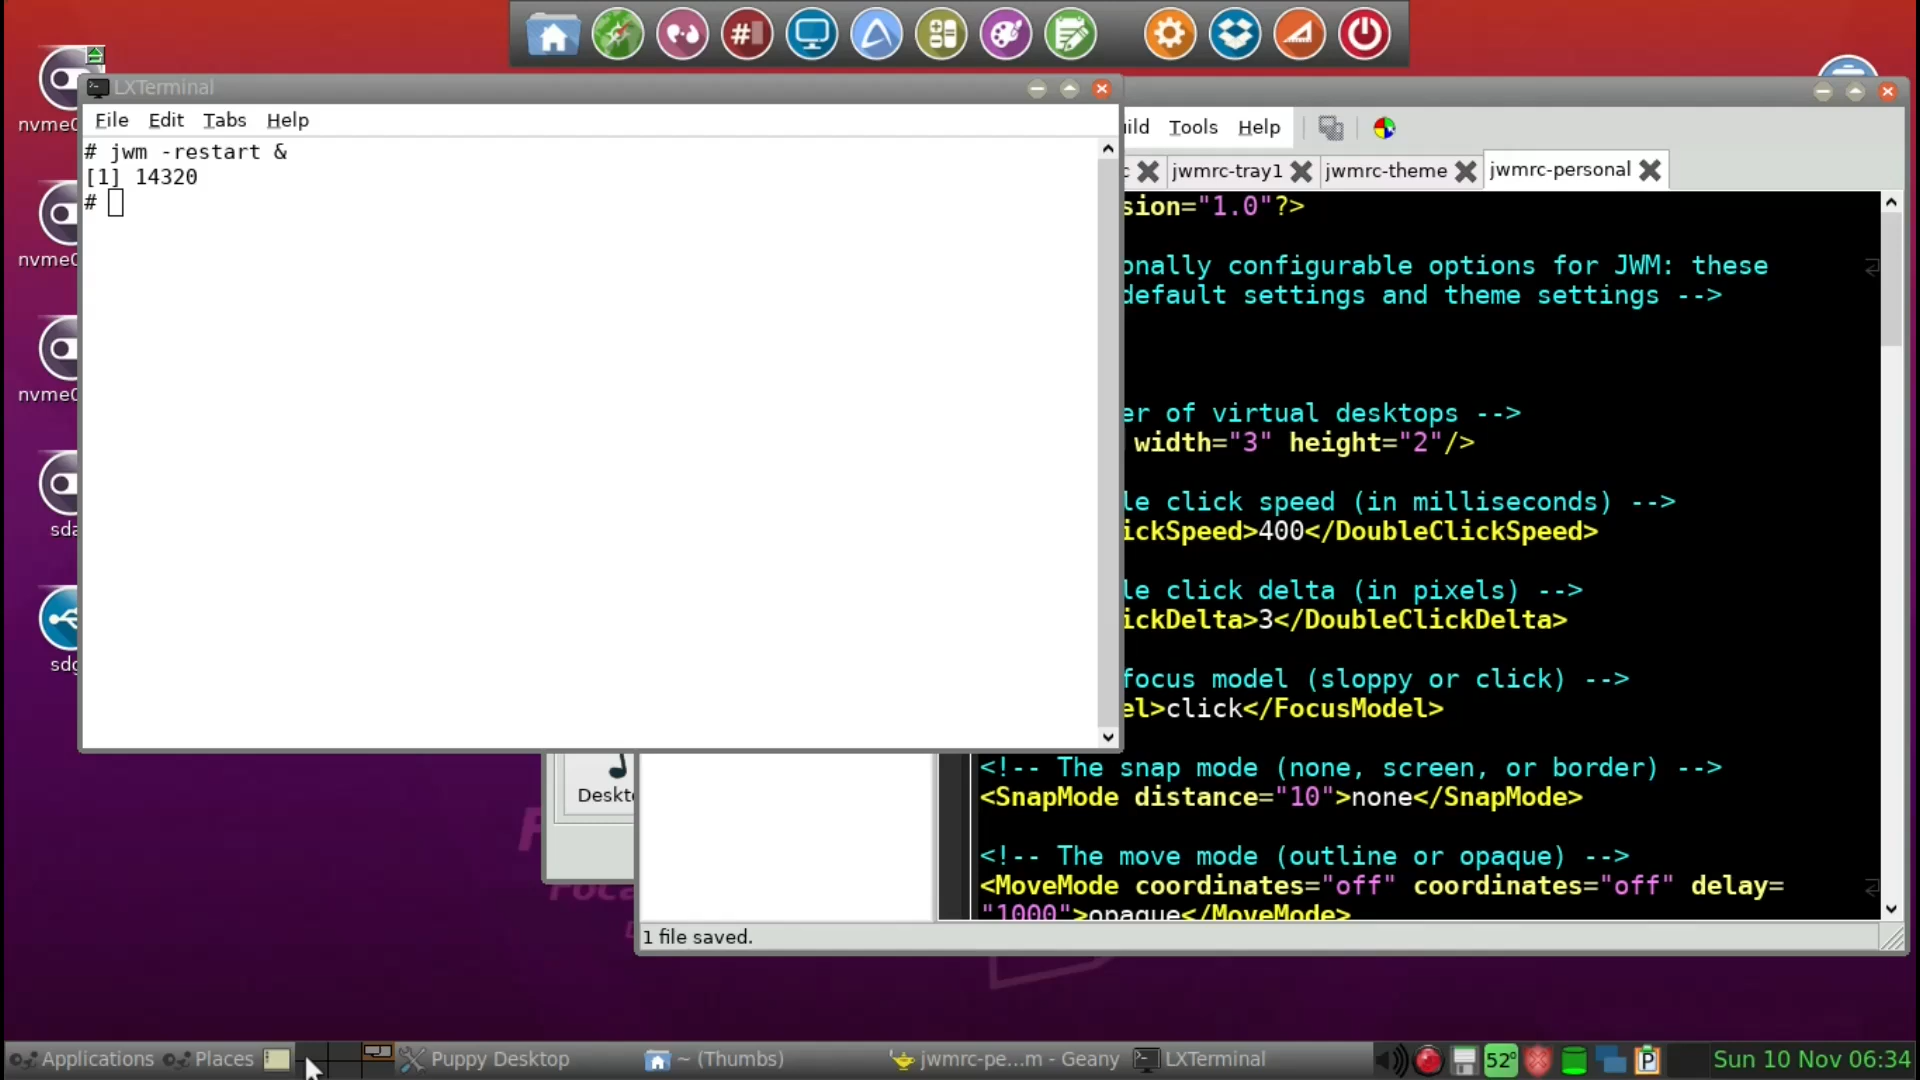 LXTerminal
File Edit Tabs Help
# jwm -restart &
[1] 14320
#
ild Tools Help
c jwmrc-tray1 jwmrc-theme jwmrc-personal
sion="1.0"?>
onally configurable options for JWM: these
default settings and theme settings -->
er of virtual desktops -->
width="3" height="2"/>
le click speed (in milliseconds) -->
ickSpeed>400</DoubleClickSpeed>
le click delta (in pixels) -->
ickDelta>3</DoubleClickDelta>
focus model (sloppy or click) -->
el>click</FocusModel>
<!-- The snap mode (none, screen, or border) -->
<SnapMode distance="10">none</SnapMode>
<!-- The move mode (outline or opaque) -->
<MoveMode coordinates="off" coordinates="off" delay=
"1000">opaque</MoveMode>
1 file saved.
nvme0
nvme0
nvme0
sda
sdg
Deskto
Foca
Applications Places Puppy Desktop ~ (Thumbs) jwmrc-pe...m - Geany LXTerminal 52° P Sun 10 Nov 06:34